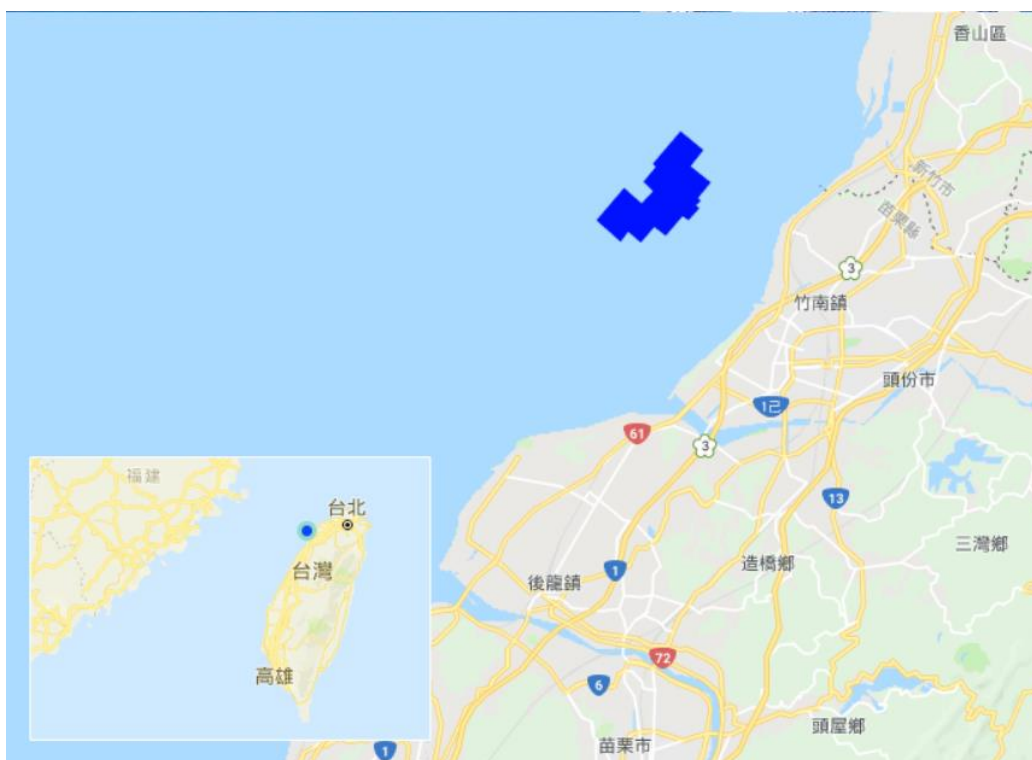 香山區
新竹市
苗栗縣
3
竹南鎮
頭份市
1己
61
3
13
三灣鄉
造橋鄉
1
後龍鎮
72
6
頭屋鄉
苗栗市
1
福建
台北
台灣
高雄